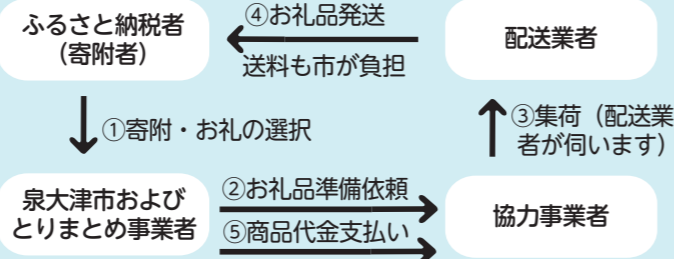 ふるさと納税者
（寄附者）
④お礼品発送
送料も市が負担
配送業者
①寄附・お礼の選択
③集荷（配送業
者が伺います）
泉大津市および
とりまとめ事業者
②お礼品準備依頼
⑤商品代金支払い
協力事業者